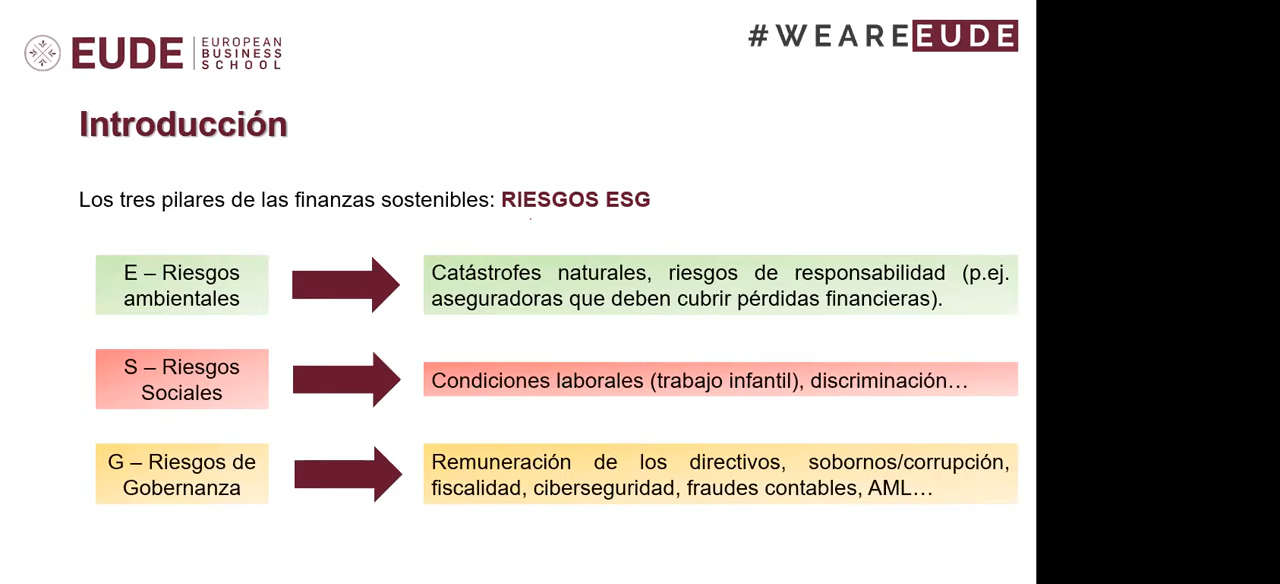 EUDE EUROPEAN BUSINESS SCHOOL
#WEAREEUDE
Introducción
Los tres pilares de las finanzas sostenibles: RIESGOS ESG
E – Riesgos
ambientales
Catástrofes naturales, riesgos de responsabilidad (p.ej.
aseguradoras que deben cubrir pérdidas financieras).
S – Riesgos
Sociales
Condiciones laborales (trabajo infantil), discriminación…
G – Riesgos de
Gobernanza
Remuneración de los directivos, sobornos/corrupción,
fiscalidad, ciberseguridad, fraudes contables, AML…